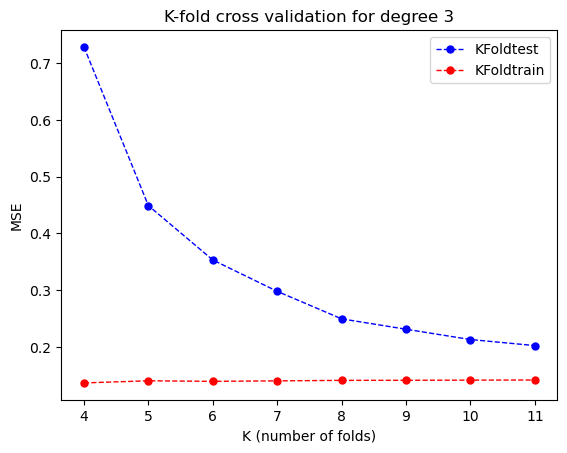 K-fold cross validation for degree 3
KFoldtest
KFoldtrain
MSE
0.7
0.6
0.5
0.4
0.3
0.2
4 5 6 7 8 9 10 11
K (number of folds)